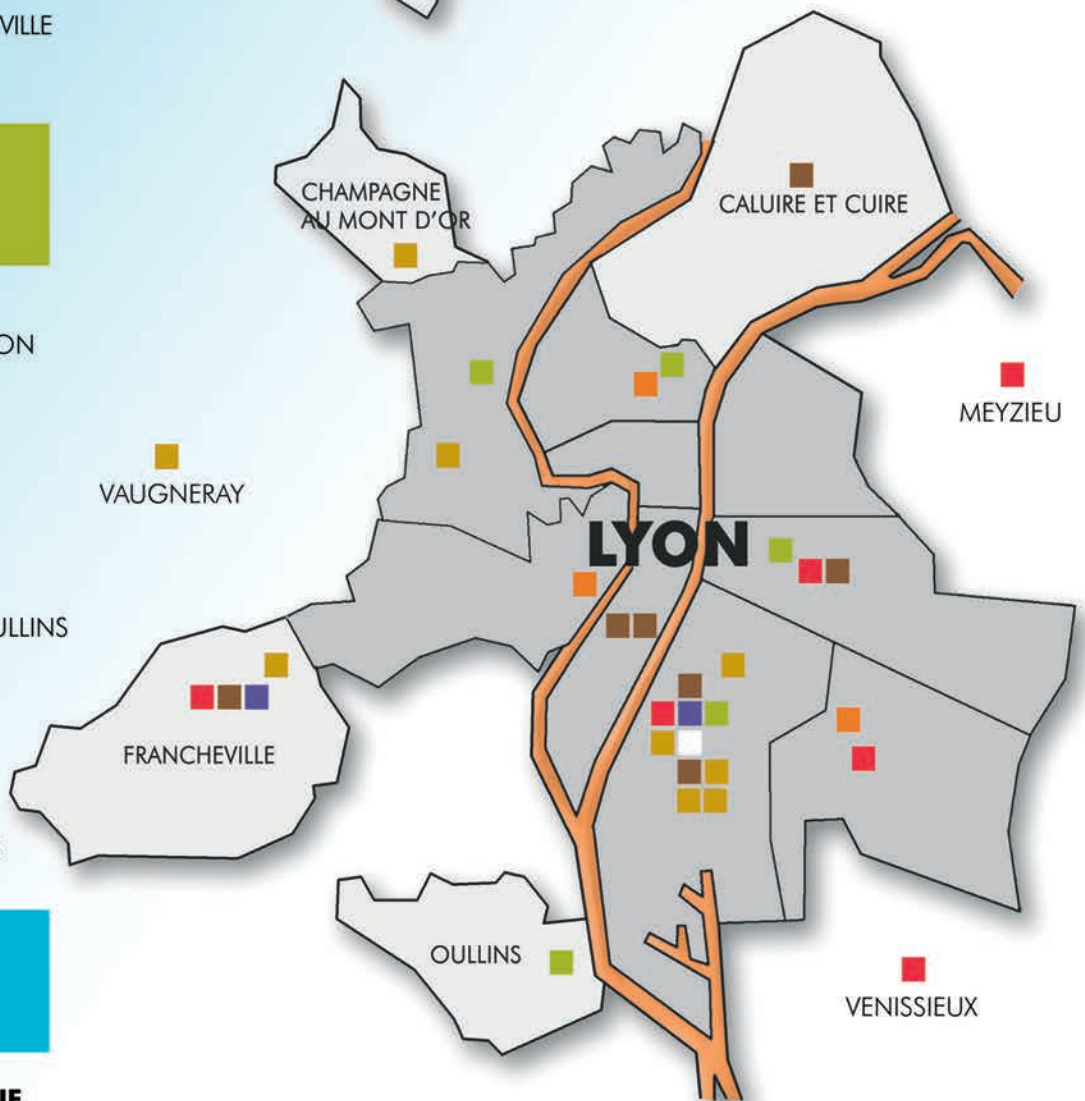 VILLE
CHAMPAGNE
AU MONT D'OR
CALUIRE ET CUIRE
ON
MEYZIEU
VAUGNERAY
LYON
ULLINS
FRANCHEVILLE
OULLINS
VENISSIEUX